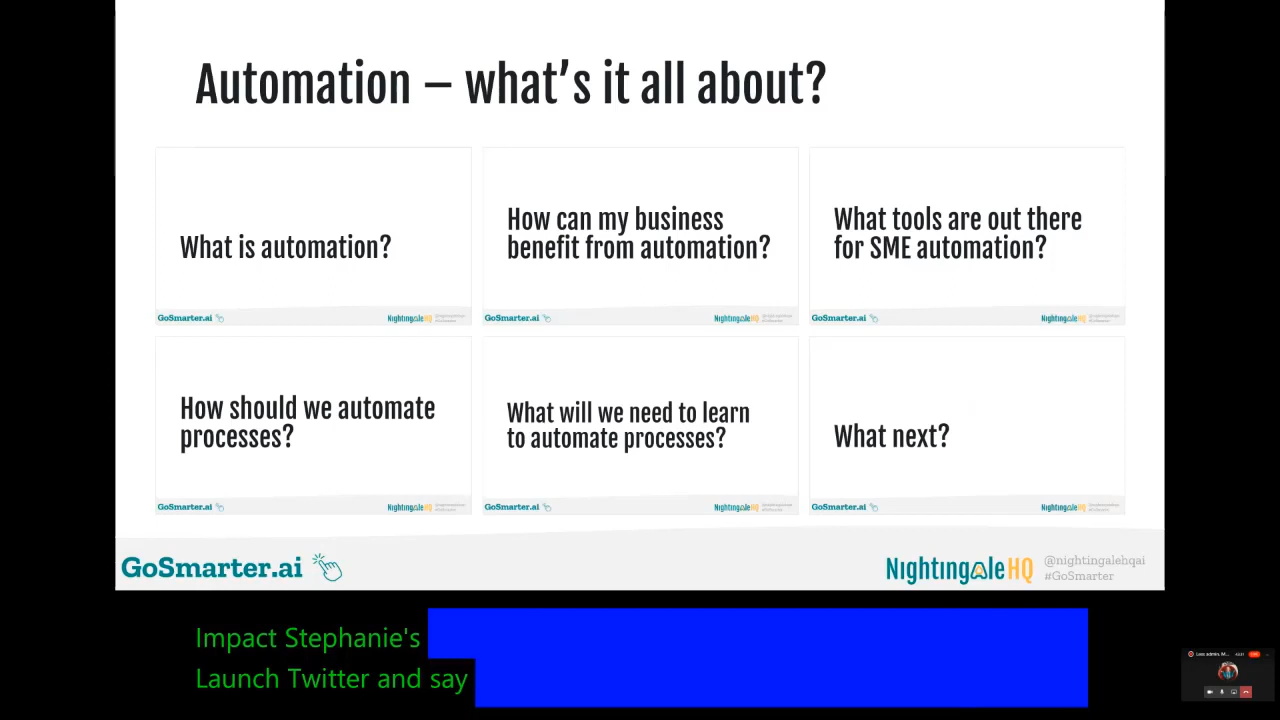 Automation – what's it all about?
What is automation?
How can my business
benefit from automation?
What tools are out there
for SME automation?
GoSmarter.ai
NightingaleHQ
GoSmarter.ai
NightingaleHQ
GoSmarter.ai
NightingaleHQ
How should we automate
processes?
What will we need to learn
to automate processes?
What next?
GoSmarter.ai
NightingaleHQ
GoSmarter.ai
NightingaleHQ
GoSmarter.ai
NightingaleHQ
GoSmarter.ai
NightingaleHQ
@nightingalehqai
#GoSmarter
Impact Stephanie's
Launch Twitter and say